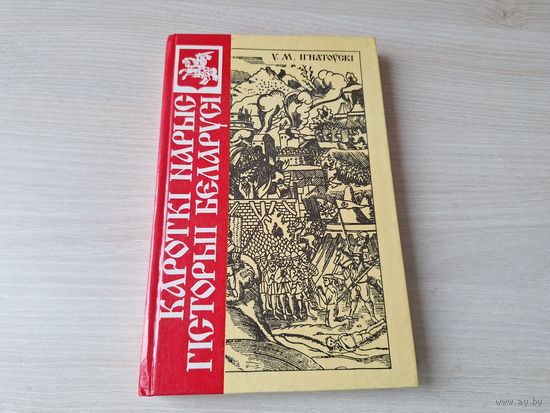 У. М. ІГНАТОЎСКІ
КАРОТКІ НАРЫС
ГІСТОРЫІ БЕЛАРУСІ
www.ay.by